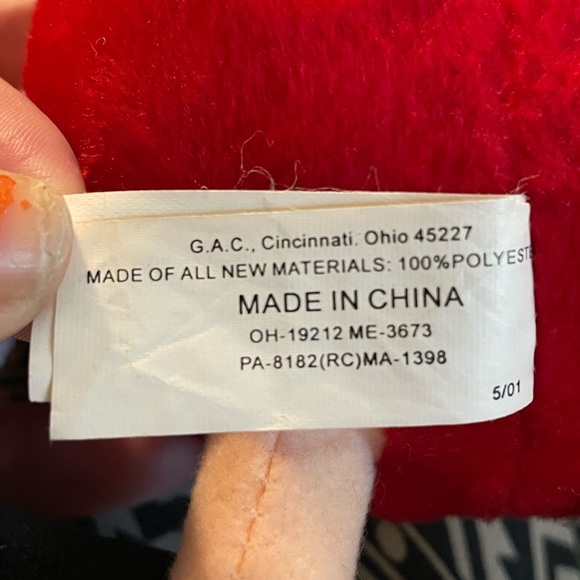 G.A.C., Cincinnati. Ohio 45227
MADE OF ALL NEW MATERIALS: 100%POLYESTE
MADE IN CHINA
OH-19212 ME-3673
PA-8182(RC)MA-1398
5/01